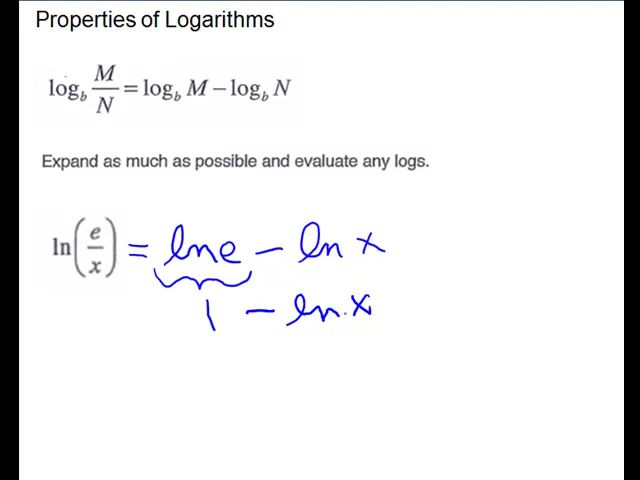 Properties of Logarithms
log_b M/N = log_b M − log_b N
Expand as much as possible and evaluate any logs.
ln(e/x) = ln e − ln x
1 − ln x